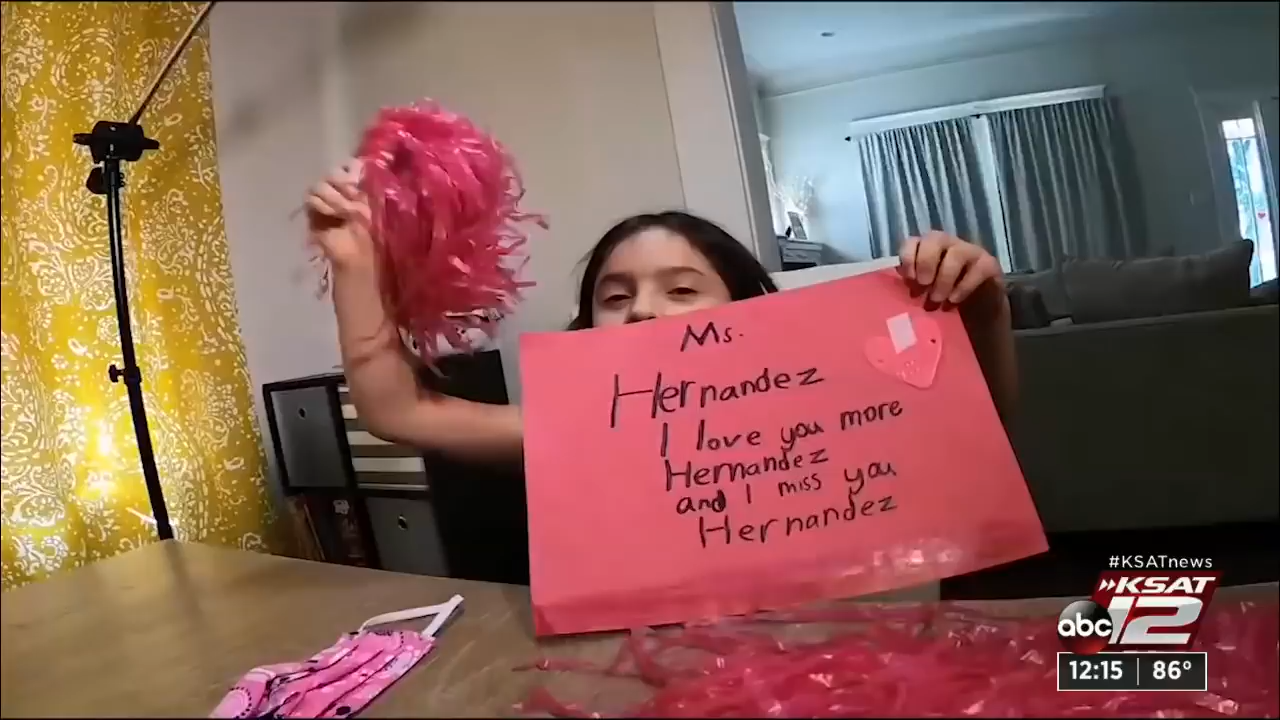 Ms.
Hernandez
I love you more
Hernandez
and I miss you
Hernandez
#KSATnews
KSAT
abc 12
12:15 86°